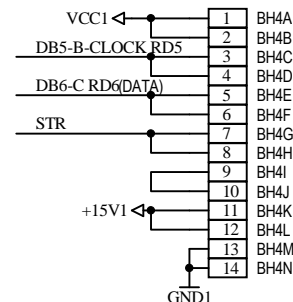 VCC1 1 BH4A
2 BH4B
DB5-B-CLOCK RD5 3 BH4C
4 BH4D
DB6-C RD6(DATA) 5 BH4E
6 BH4F
STR 7 BH4G
8 BH4H
9 BH4I
10 BH4J
+15V1 11 BH4K
12 BH4L
13 BH4M
14 BH4N
GND1